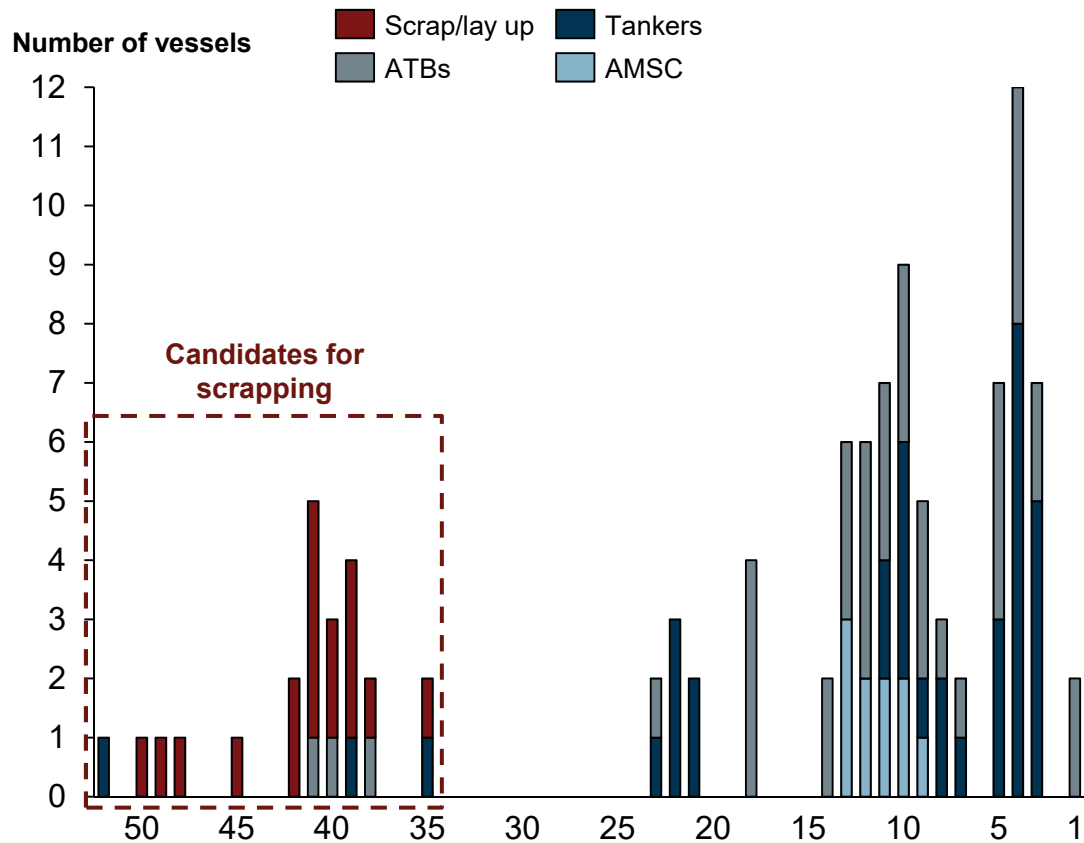 Number of vessels
Scrap/lay up
Tankers
ATBs
AMSC
12
11
10
9
8
7
6
5
4
3
2
1
0
Candidates for
scrapping
50 45 40 35 30 25 20 15 10 5 1